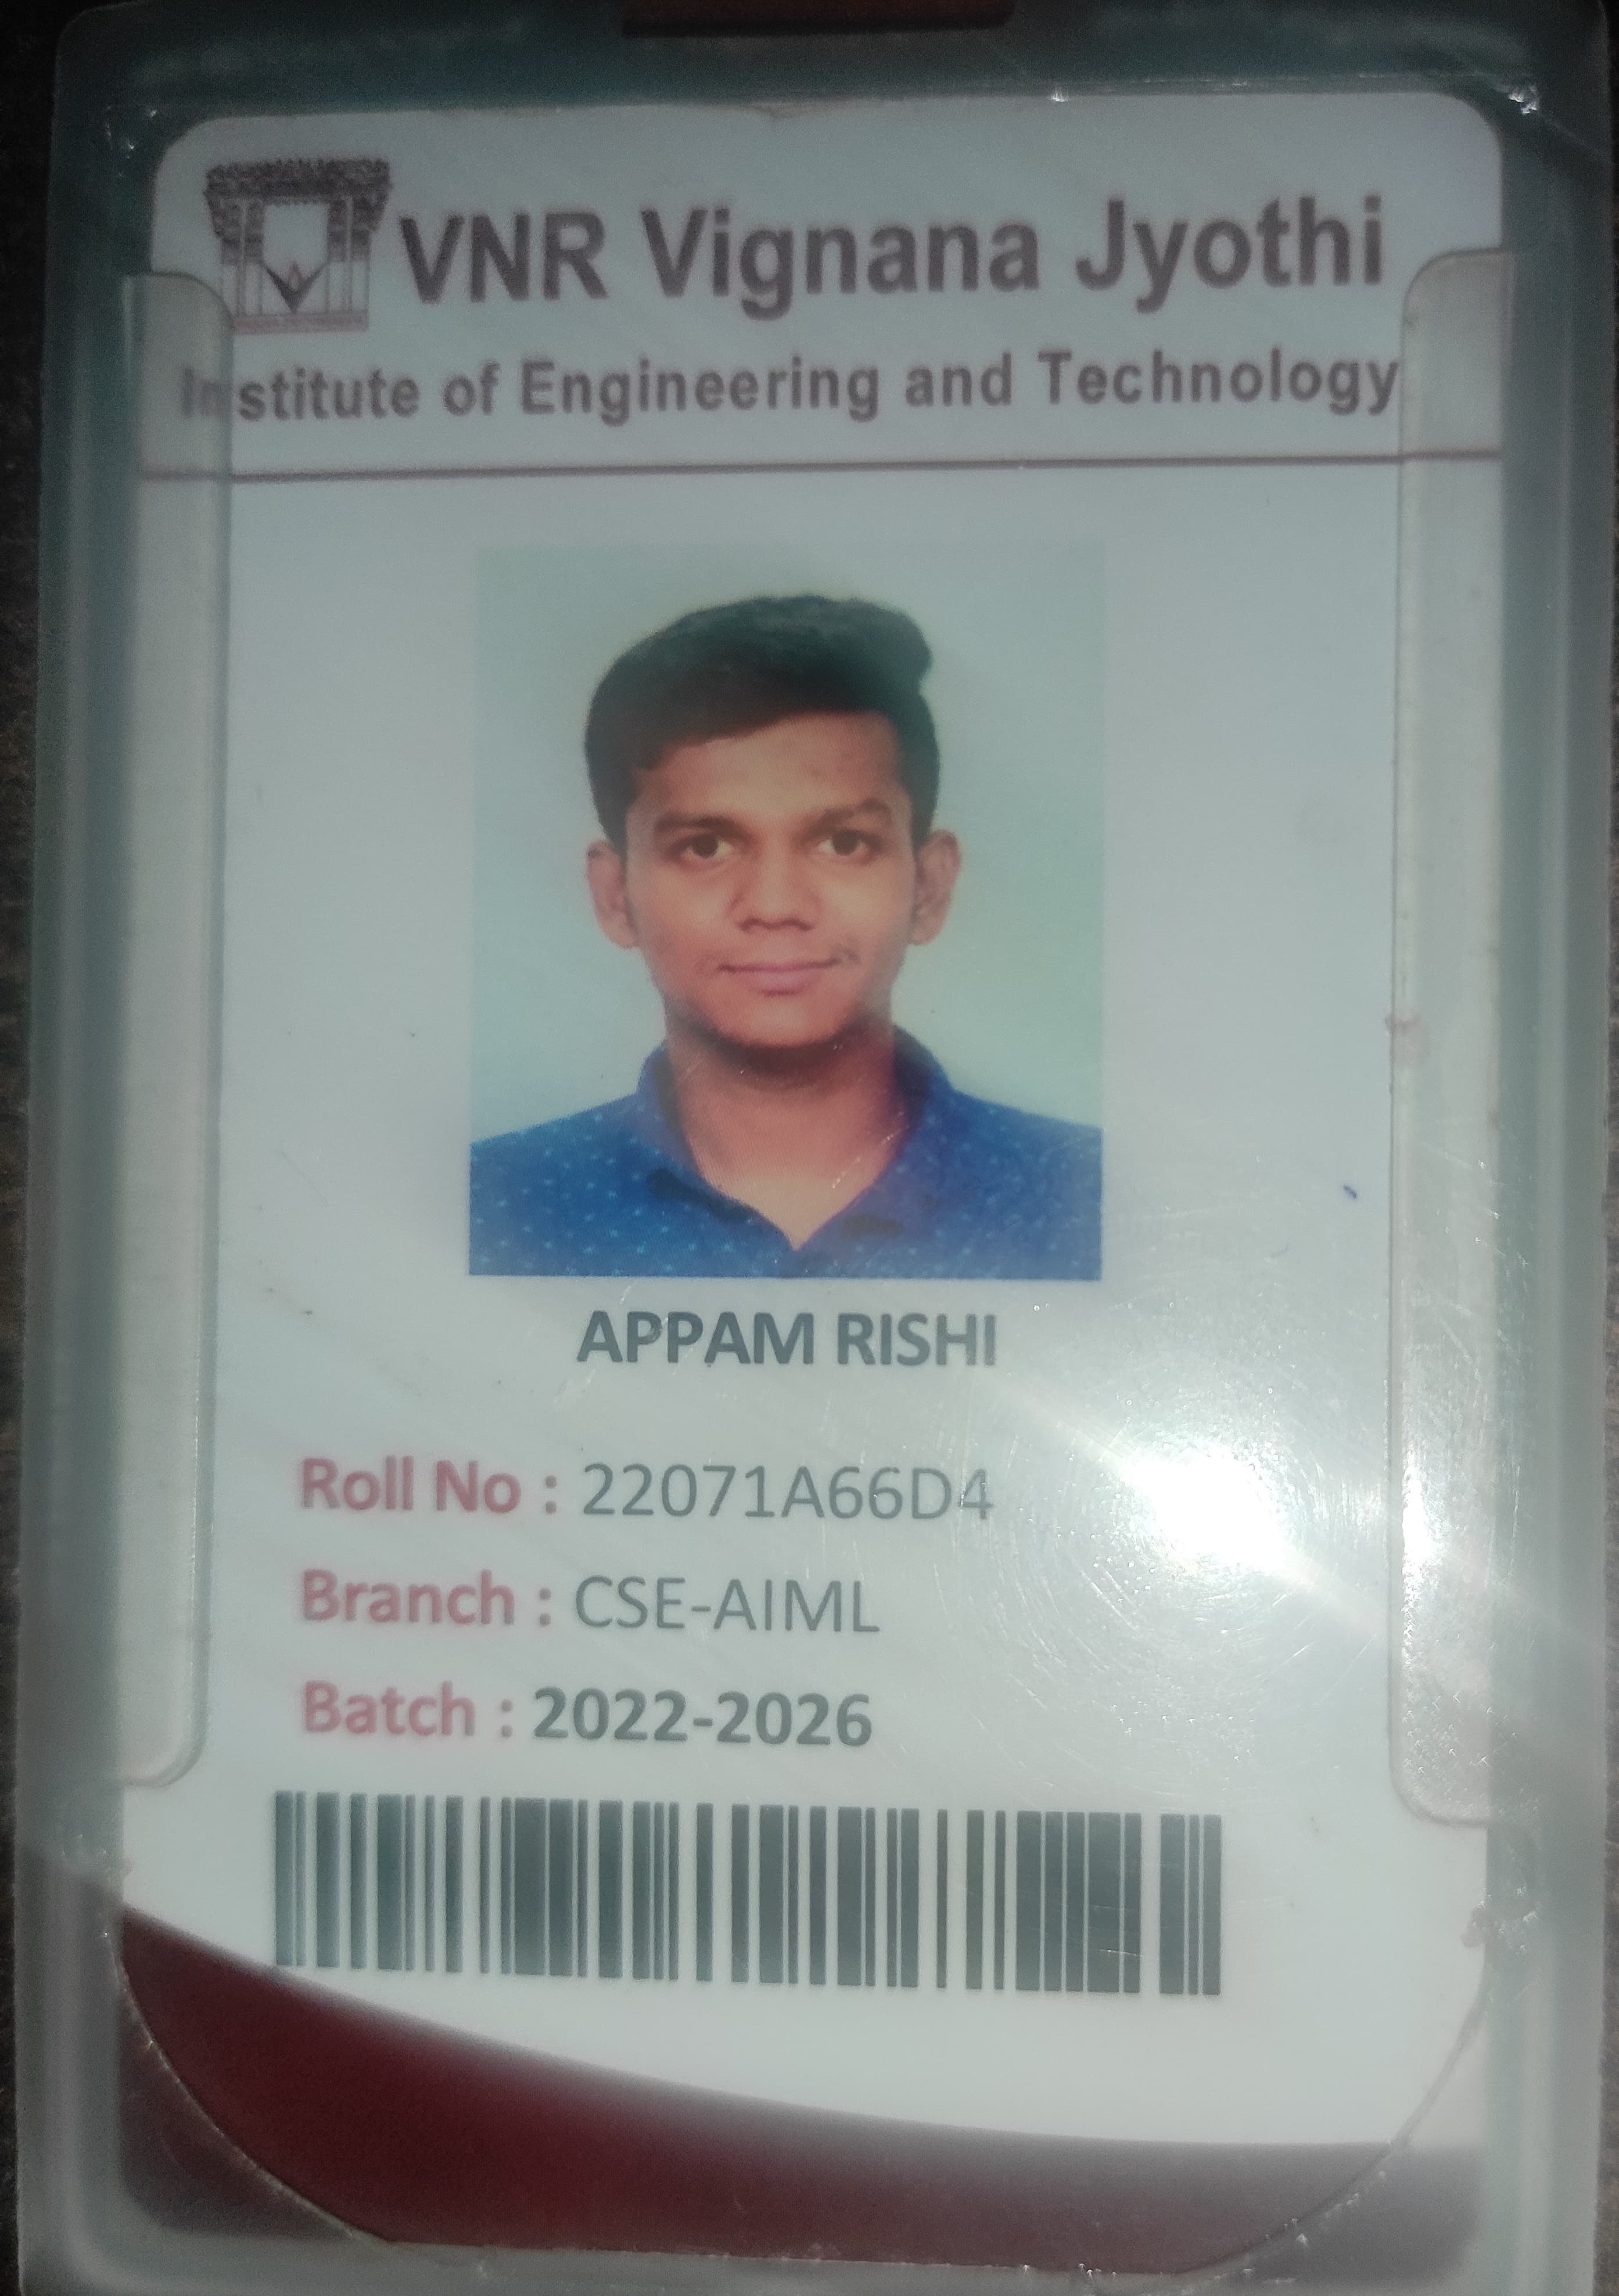 VNR Vignana Jyothi
Institute of Engineering and Technology
APPAM RISHI
Roll No : 22071A66D4
Branch : CSE-AIML
Batch : 2022-2026